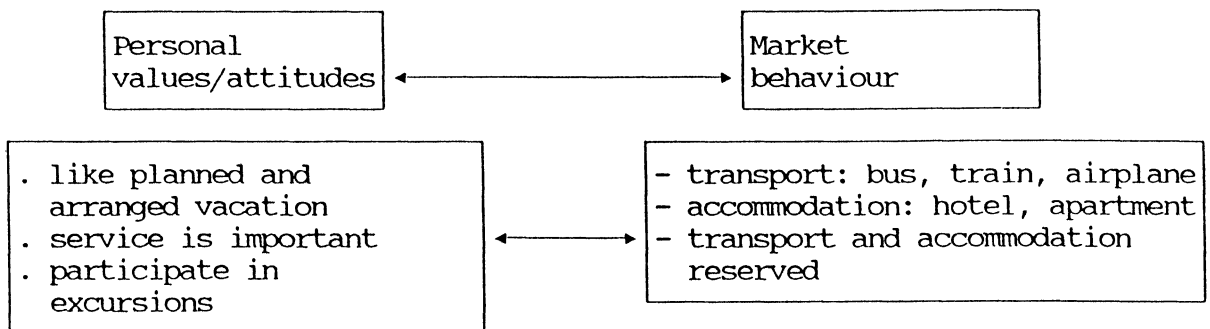 Personal
values/attitudes
Market
behaviour
. like planned and
arranged vacation
. service is important
. participate in
excursions
- transport: bus, train, airplane
- accommodation: hotel, apartment
- transport and accommodation
reserved